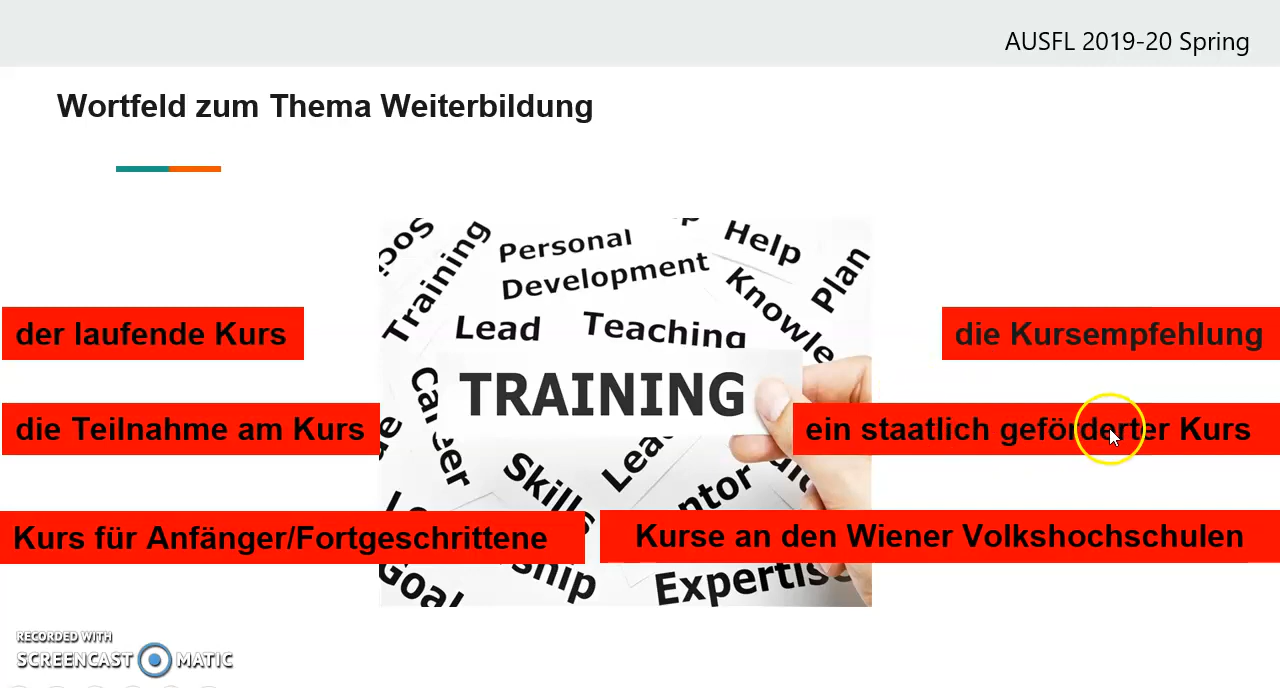 AUSFL 2019-20 Spring
Wortfeld zum Thema Weiterbildung
Training
Personal
Development
Help
Plan
Lead
Teaching
TRAINING
Skills
Expertise
der laufende Kurs
die Kursempfehlung
die Teilnahme am Kurs
ein staatlich geförderter Kurs
Kurs für Anfänger/Fortgeschrittene
Kurse an den Wiener Volkshochschulen
Goal
RECORDED WITH
SCREENCAST MATIC